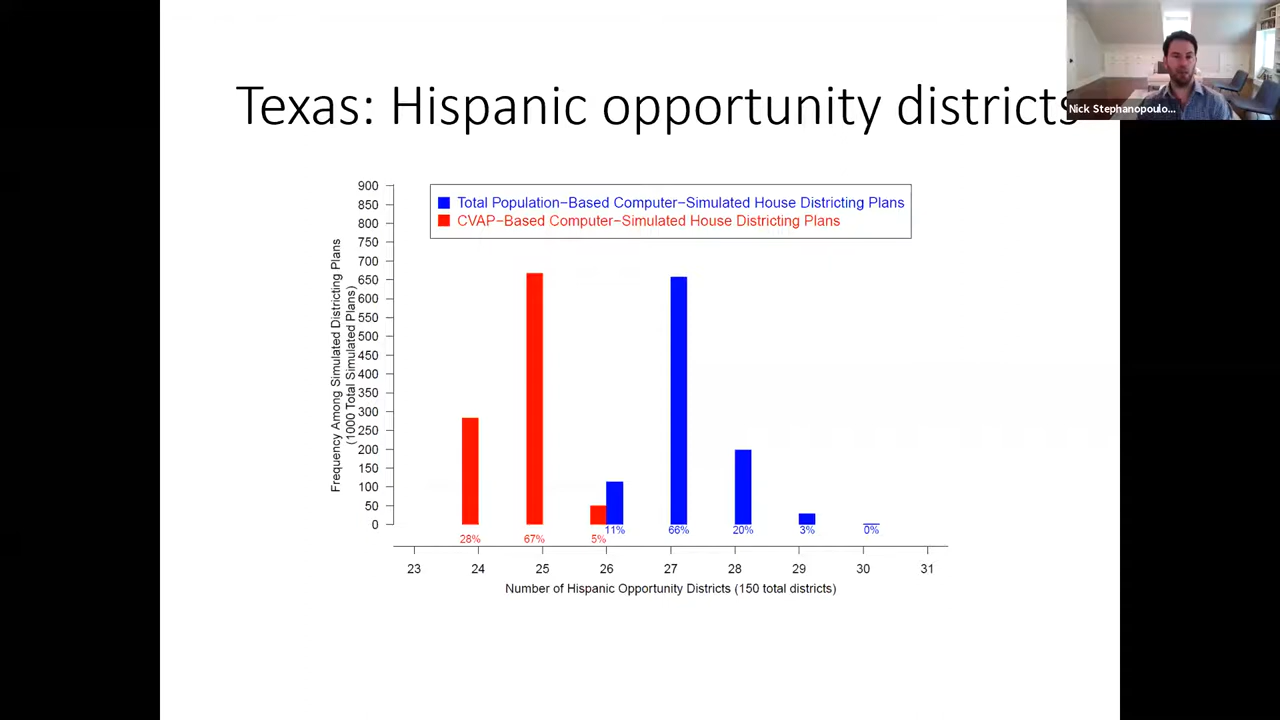 Texas: Hispanic opportunity districts
Nick Stephanopoulo...
Total Population-Based Computer-Simulated House Districting Plans
CVAP-Based Computer-Simulated House Districting Plans
Frequency Among Simulated Districting Plans
(1000 Total Simulated Plans)
900
850
800
750
700
650
600
550
500
450
400
350
300
250
200
150
100
50
0
11% 66% 20% 3% 0%
28% 67% 5%
23 24 25 26 27 28 29 30 31
Number of Hispanic Opportunity Districts (150 total districts)